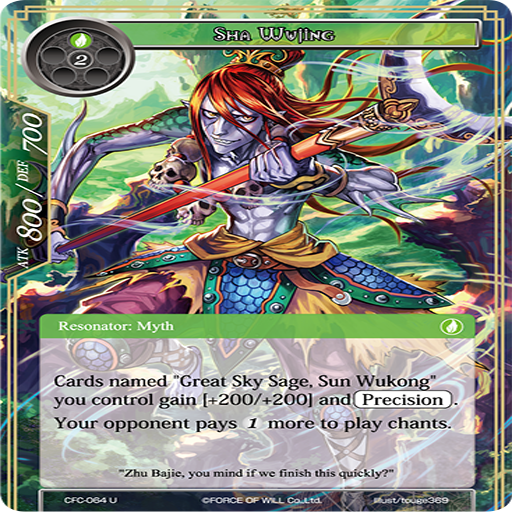 Sha Wujing
2
ATK 800 / DEF 700
Resonator: Myth
Cards named "Great Sky Sage, Sun Wukong"
you control gain [+200/+200] and Precision.
Your opponent pays 1 more to play chants.
"Zhu Bajie, you mind if we finish this quickly?"
CFC-064 U ©FORCE OF WILL Co.,Ltd. illust/touge369